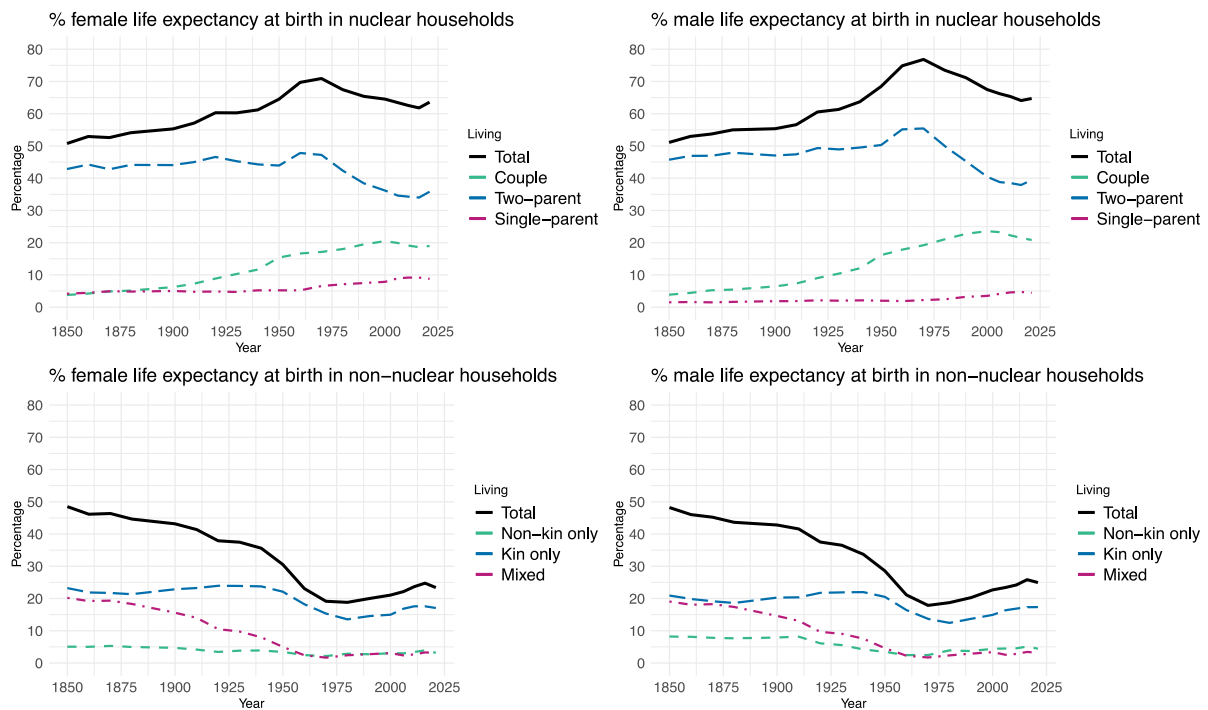 % female life expectancy at birth in nuclear households
80
70
60
50
40
30
20
10
0
Percentage
1850 1875 1900 1925 1950 1975 2000 2025
Year
Living
Total
Couple
Two−parent
Single−parent
% male life expectancy at birth in nuclear households
80
70
60
50
40
30
20
10
0
Percentage
1850 1875 1900 1925 1950 1975 2000 2025
Year
Living
Total
Couple
Two−parent
Single−parent
% female life expectancy at birth in non−nuclear households
80
70
60
50
40
30
20
10
0
Percentage
1850 1875 1900 1925 1950 1975 2000 2025
Year
Living
Total
Non−kin only
Kin only
Mixed
% male life expectancy at birth in non−nuclear households
80
70
60
50
40
30
20
10
0
Percentage
1850 1875 1900 1925 1950 1975 2000 2025
Year
Living
Total
Non−kin only
Kin only
Mixed